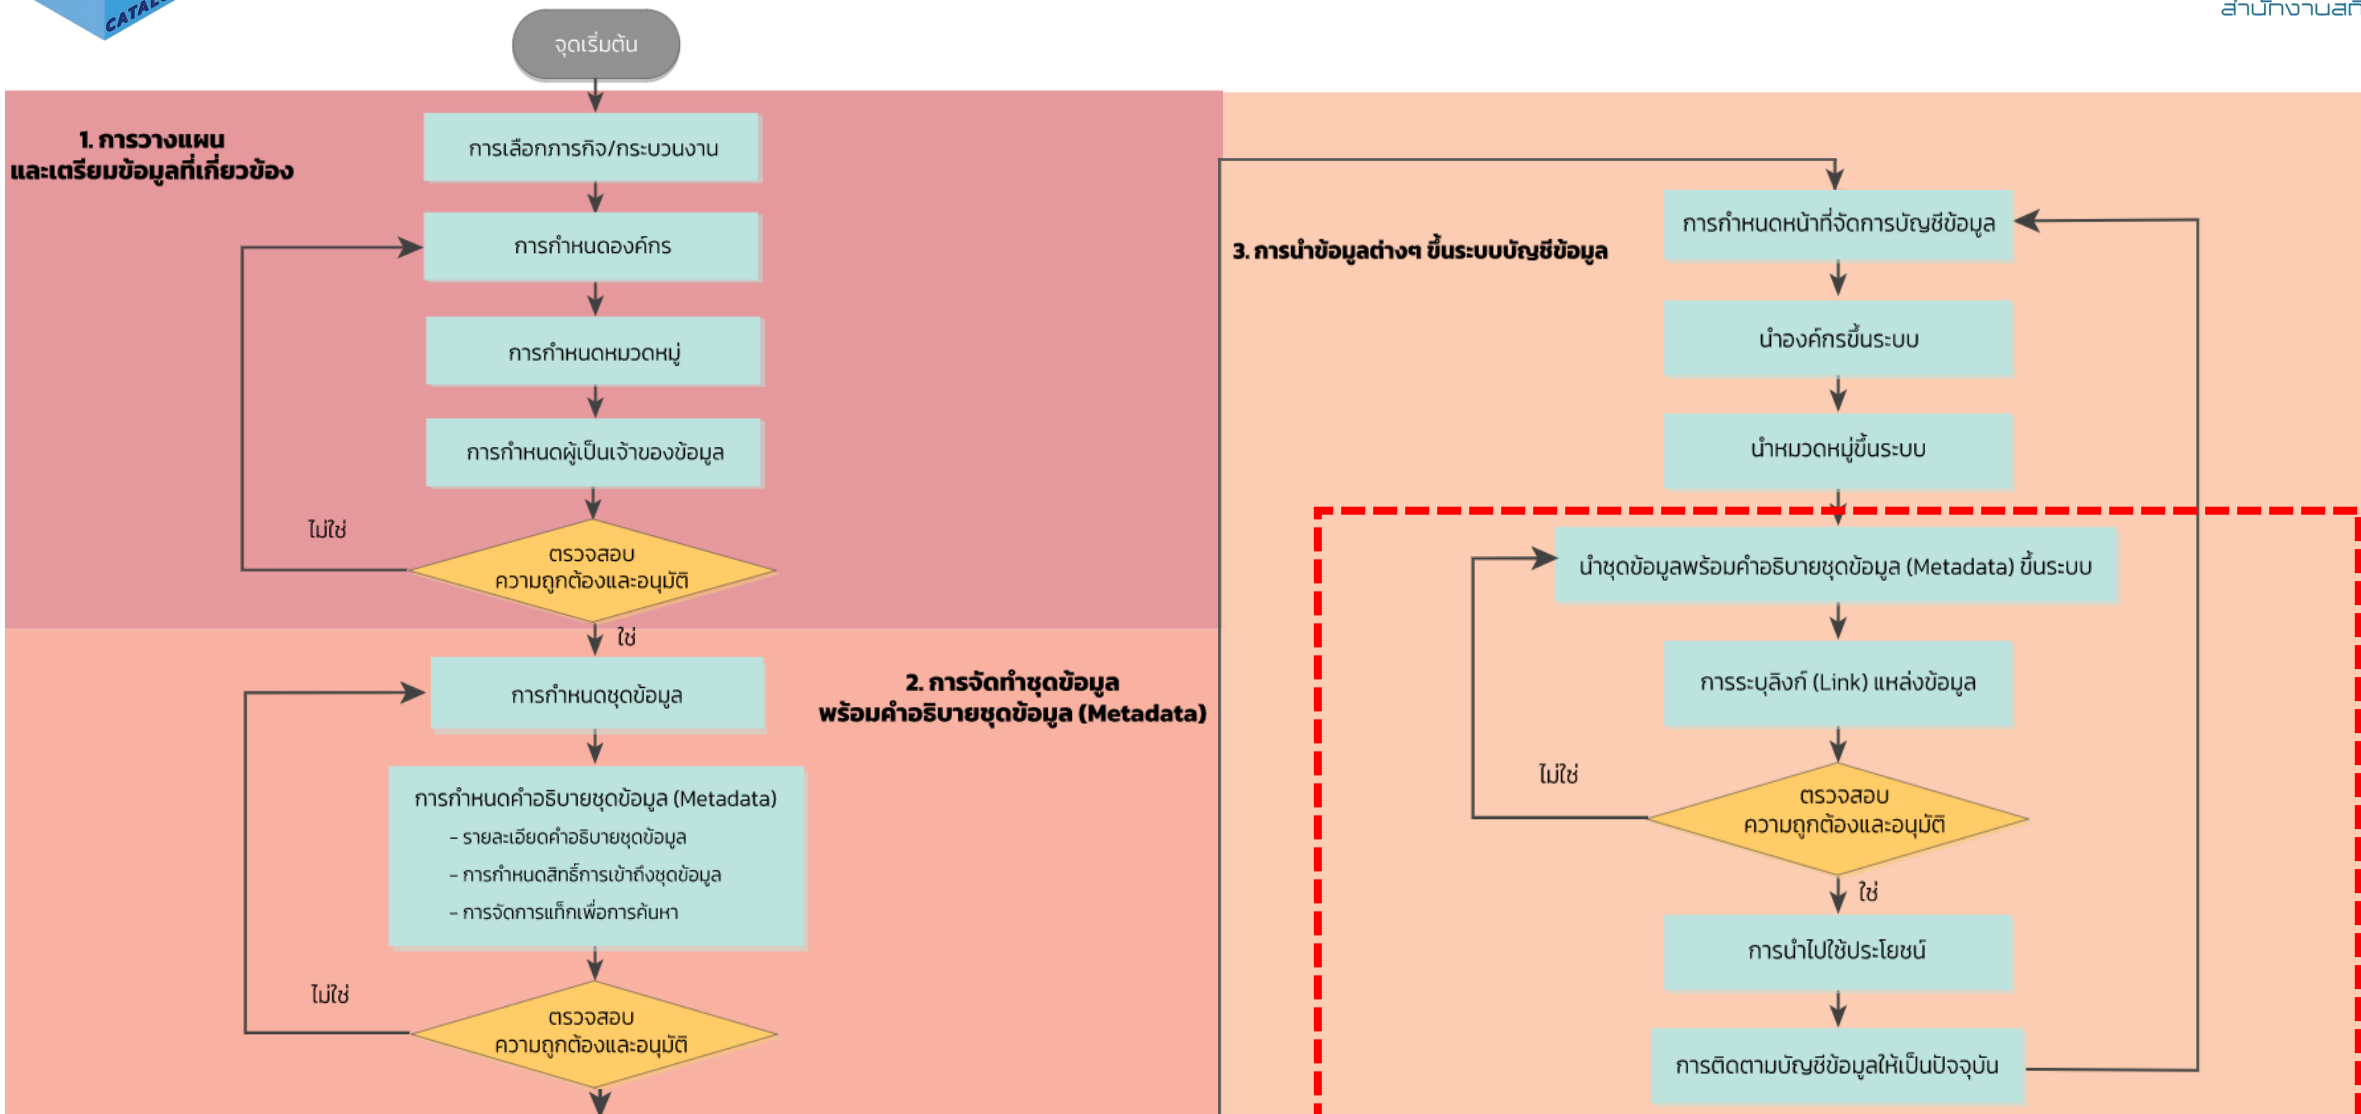 จุดเริ่มต้น
1. การวางแผน
และเตรียมข้อมูลที่เกี่ยวข้อง
การเลือกภารกิจ/กระบวนงาน
การกำหนดองค์กร
การกำหนดหมวดหมู่
การกำหนดผู้เป็นเจ้าของข้อมูล
ไม่ใช่
ตรวจสอบ
ความถูกต้องและอนุมัติ
ใช่
2. การจัดทำชุดข้อมูล
พร้อมคำอธิบายชุดข้อมูล (Metadata)
การกำหนดชุดข้อมูล
การกำหนดคำอธิบายชุดข้อมูล (Metadata)
- รายละเอียดคำอธิบายชุดข้อมูล
- การกำหนดสิทธิ์การเข้าถึงชุดข้อมูล
- การจัดการแท็กเพื่อการค้นหา
ไม่ใช่
ตรวจสอบ
ความถูกต้องและอนุมัติ
3. การนำข้อมูลต่างๆ ขึ้นระบบบัญชีข้อมูล
การกำหนดหน้าที่จัดการบัญชีข้อมูล
นำองค์กรขึ้นระบบ
นำหมวดหมู่ขึ้นระบบ
นำชุดข้อมูลพร้อมคำอธิบายชุดข้อมูล (Metadata) ขึ้นระบบ
การระบุลิงก์ (Link) แหล่งข้อมูล
ไม่ใช่
ตรวจสอบ
ความถูกต้องและอนุมัติ
ใช่
การนำไปใช้ประโยชน์
การติดตามบัญชีข้อมูลให้เป็นปัจจุบัน